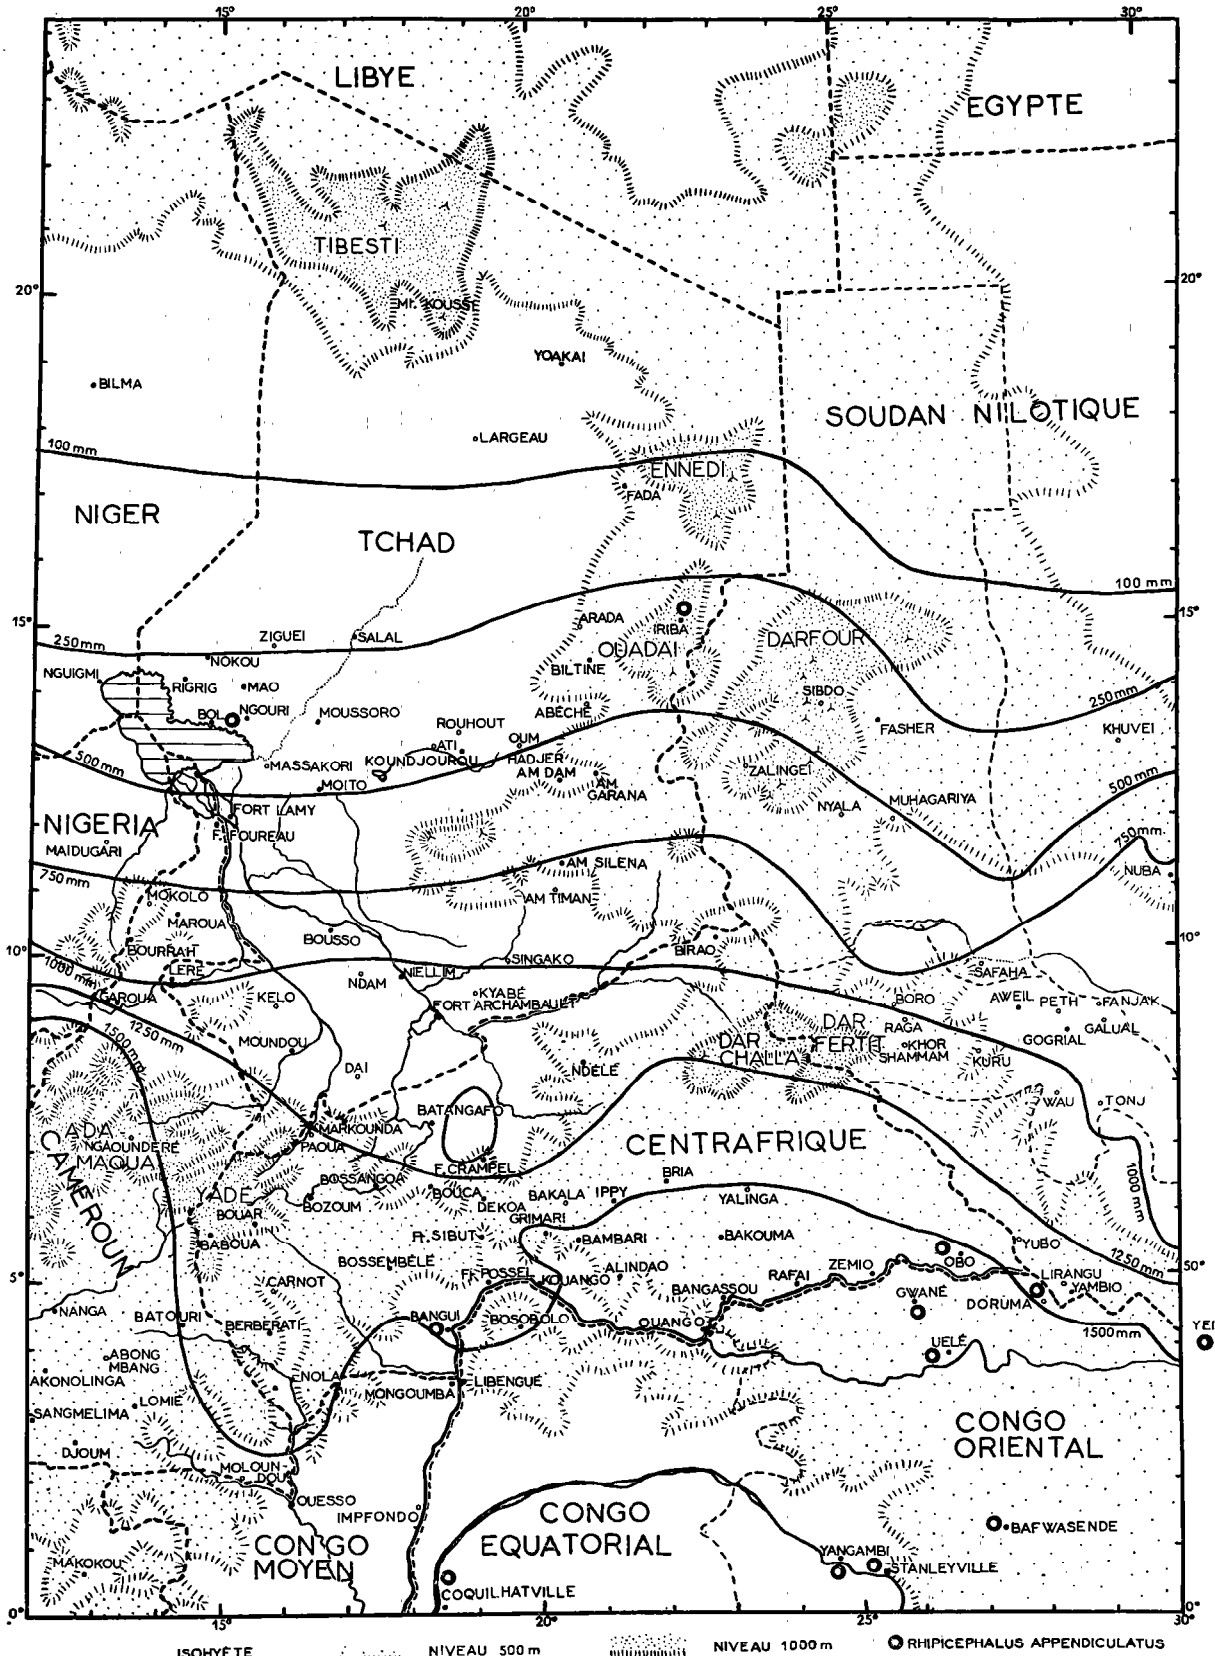 15°
20°
25°
30°
LIBYE
EGYPTE
TIBESTI
20°
20°
Mt. KOUSSI
YOAKAI
BILMA
SOUDAN NILOTIQUE
LARGEAU
100 mm
ENNEDI
FADA
NIGER
TCHAD
100 mm
15°
15°
ARADA
IRIBA
ZIGUEI
SALAL
250 mm
OUADAI
DARFOUR
NOKOU
BILTINE
NGUIGMI
RIGRIG
MAO
SIBDO
250 mm
BOL
NGOURI
MOUSSORO
ABECHE
FASHER
KHUVEI
ROUHOUT
OUM
HADJER
ATI
KOUNDJOUROU
500 mm
MASSAKORI
AM DAM
ZALINGEI
500 mm
MOITO
AM
GARANA
NYALA
MUHAGARIYA
FORT LAMY
NIGERIA
F. FOUREAU
750 mm
MAIDUGARI
AM SILENA
NUBA
750 mm
MOKOLO
AM TIMAN
MAROUA
BOUSSO
10°
BOURRAH
BIRAO
10°
1000 mm
LERE
SINGAKO
SAFAHA
NDAM
NIELLIM
GAROUA
KELO
KYABE
FORT ARCHAMBAULT
BORO
AWEIL
PETH
FANJAK
1500 mm
1250 mm
DAR
CHALLA
DAR
FERTIT
RAGA
GALUAL
MOUNDOU
KHOR
SHAMMAM
GOGRIAL
KURU
DAI
NDELE
BATANGAFO
WAU
TONJ
MARKOUNDA
CAMEROUN
ADA-
MAQUA
NGAOUNDERE
PAOUA
CENTRAFRIQUE
F. CRAMPEL
BRIA
1000 mm
BOSSANGOA
YADE
BOUCA
BAKALA
IPPY
YALINGA
BOZOUM
DEKOA
BOUAR
GRIMARI
Ft. SIBUT
BAMBARI
BAKOUMA
YUBO
BABOUA
OBO
1250 mm
BOSSEMBELE
ZEMIO
5°
CARNOT
Ft. POSSEL
KOUANGO
ALINDAO
RAFAI
LIRANGU
5°
BANGASSOU
GWANE
YAMBIO
NANGA
BATOURI
DORUMA
BANGUI
BOSOBOLO
OUANGO
1500 mm
YEI
BERBERATI
UELE
ABONG
MBANG
AKONOLINGA
NOLA
LIBENGUE
MONGOUMBA
LOMIE
SANGMELIMA
CONGO
ORIENTAL
DJOUM
MOLOUN-
DOU
OUESSO
IMPFONDO
CONGO
EQUATORIAL
BAFWASENDE
CONGO
MOYEN
MAKOKOU
YANGAMBI
STANLEYVILLE
COQUILHATVILLE
0°
0°
15°
20°
25°
30°
ISOHYÈTE
NIVEAU 500 m
NIVEAU 1000 m
RHIPICEPHALUS APPENDICULATUS